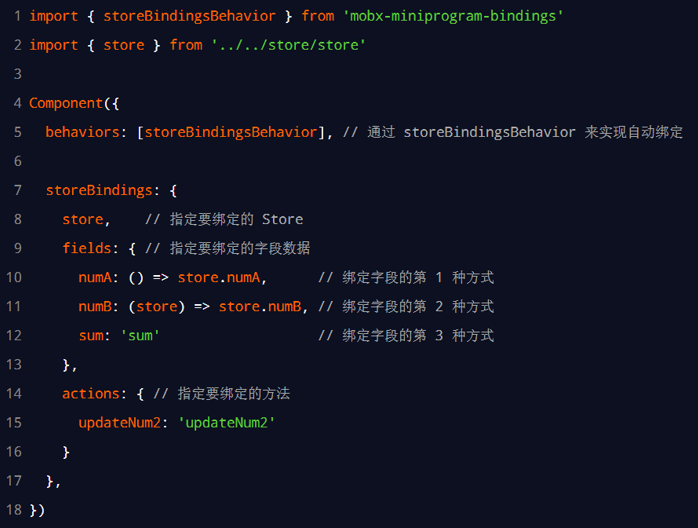 1 import { storeBindingsBehavior } from 'mobx-miniprogram-bindings'
2 import { store } from '../../store/store'
3
4 Component({
5   behaviors: [storeBindingsBehavior], // 通过 storeBindingsBehavior 来实现自动绑定
6
7   storeBindings: {
8     store,    // 指定要绑定的 Store
9     fields: { // 指定要绑定的字段数据
10       numA: () => store.numA,      // 绑定字段的第 1 种方式
11       numB: (store) => store.numB, // 绑定字段的第 2 种方式
12       sum: 'sum'                   // 绑定字段的第 3 种方式
13     },
14     actions: { // 指定要绑定的方法
15       updateNum2: 'updateNum2'
16     }
17   },
18 })